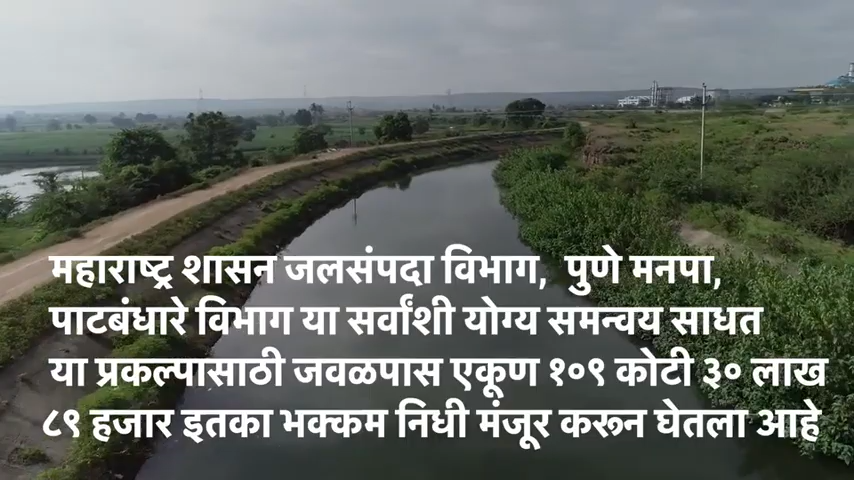 महाराष्ट्र शासन जलसंपदा विभाग, पुणे मनपा,
पाटबंधारे विभाग या सर्वांशी योग्य समन्वय साधत
या प्रकल्पासाठी जवळपास एकूण १०९ कोटी ३० लाख
८९ हजार इतका भक्कम निधी मंजूर करून घेतला आहे